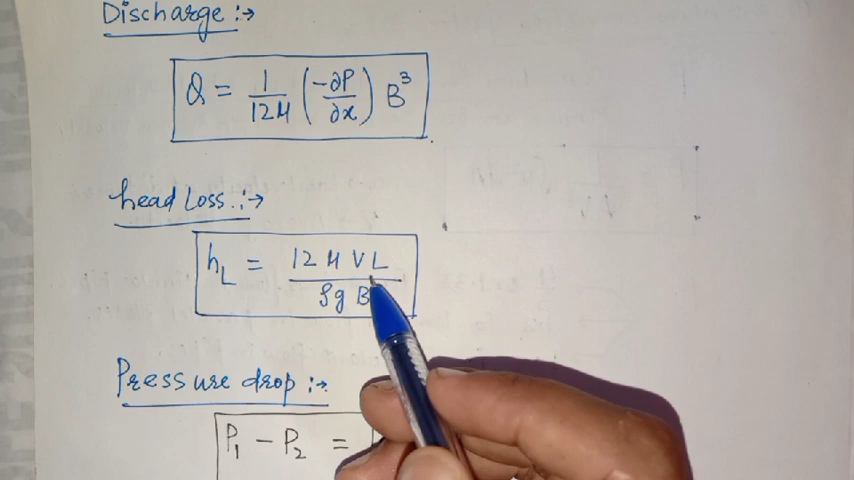 Discharge :→
Q = 1/12μ (-∂P/∂x) B³
head Loss :→
h_L = 12 μ V L / ρg B
Pressure drop :→
P₁ - P₂ =